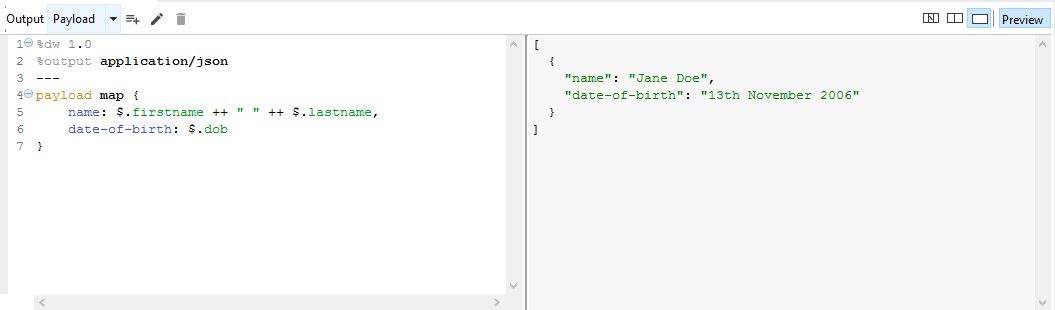 Output Payload
Preview
1 %dw 1.0
2 %output application/json
3 ---
4 payload map {
5     name: $.firstname ++ " " ++ $.lastname,
6     date-of-birth: $.dob
7 }
[
  {
    "name": "Jane Doe",
    "date-of-birth": "13th November 2006"
  }
]